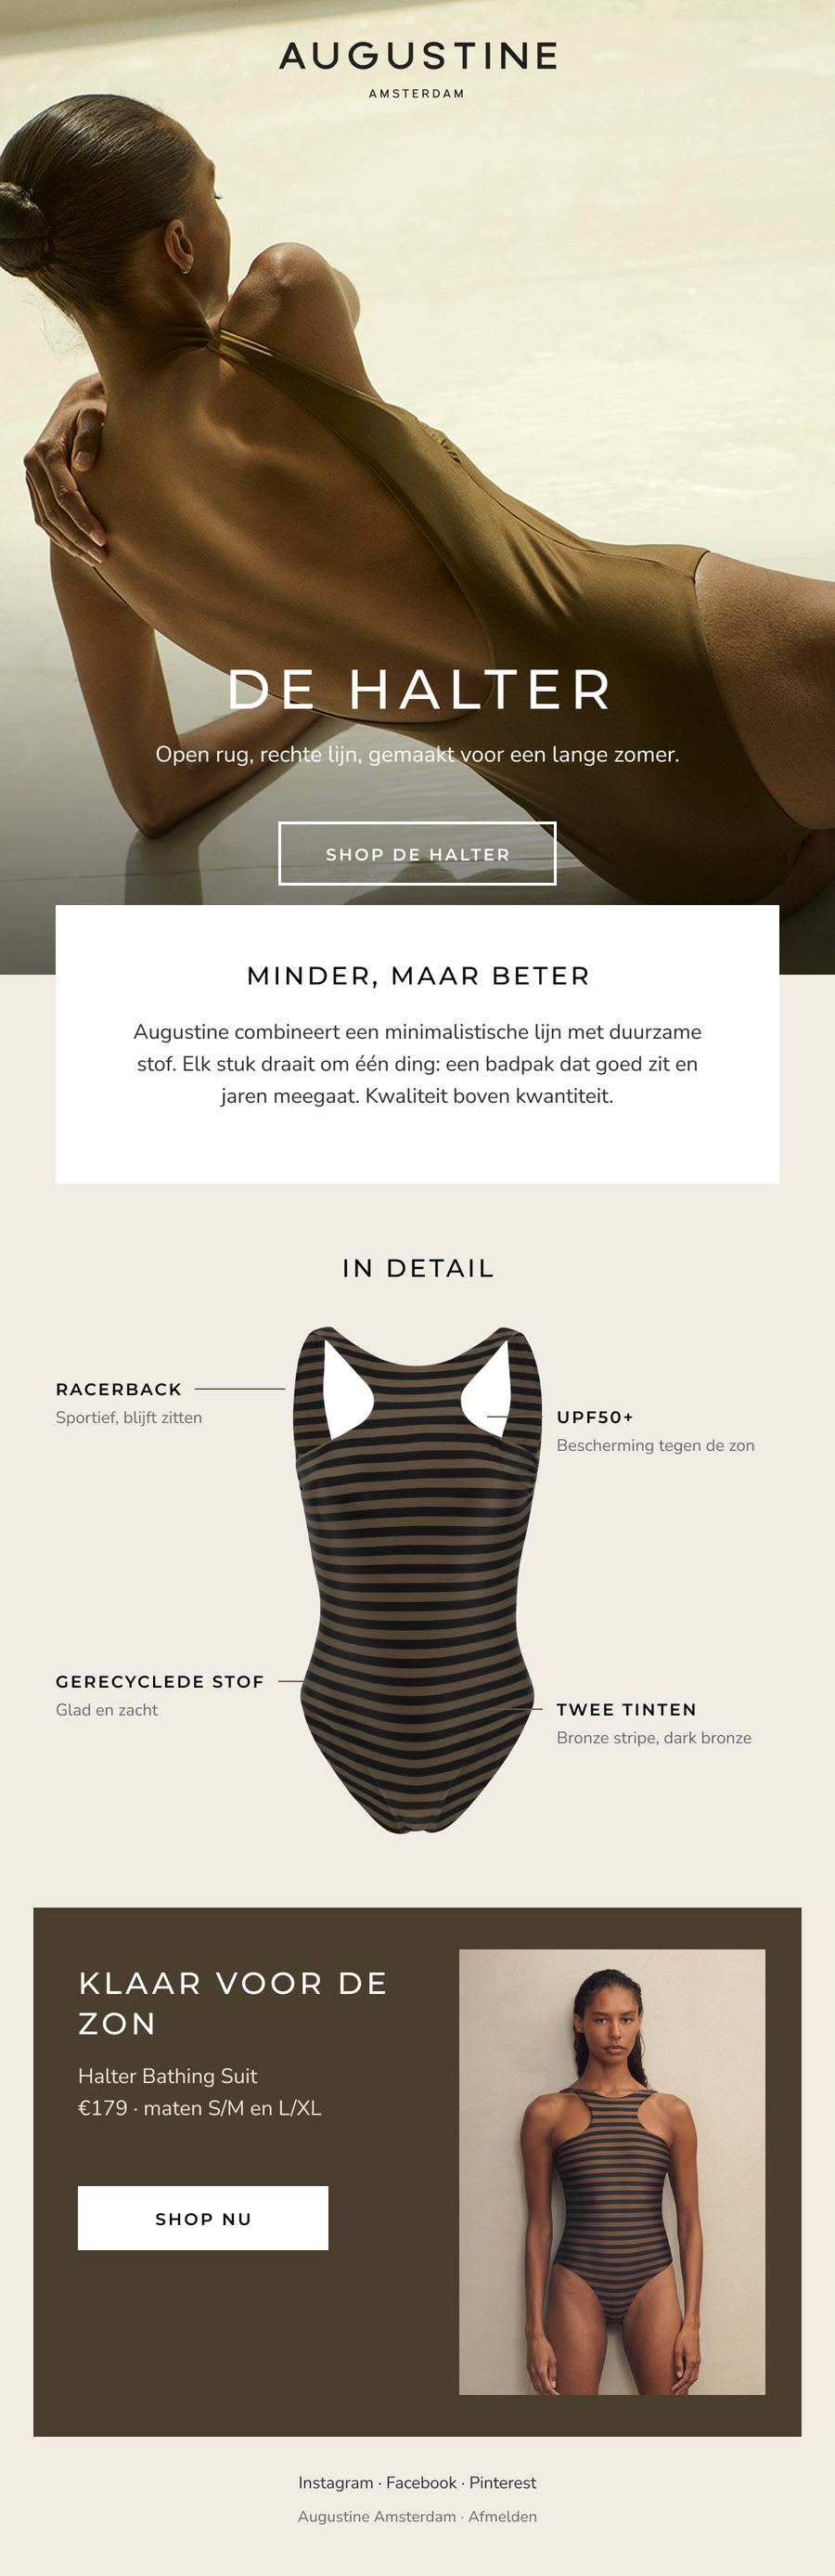 AUGUSTINE
AMSTERDAM
DE HALTER
Open rug, rechte lijn, gemaakt voor een lange zomer.
SHOP DE HALTER
MINDER, MAAR BETER
Augustine combineert een minimalistische lijn met duurzame
stof. Elk stuk draait om één ding: een badpak dat goed zit en
jaren meegaat. Kwaliteit boven kwantiteit.
IN DETAIL
RACERBACK
Sportief, blijft zitten
UPF50+
Bescherming tegen de zon
GERECYCLEDE STOF
Glad en zacht
TWEE TINTEN
Bronze stripe, dark bronze
KLAAR VOOR DE
ZON
Halter Bathing Suit
€179 · maten S/M en L/XL
SHOP NU
Instagram · Facebook · Pinterest
Augustine Amsterdam · Afmelden